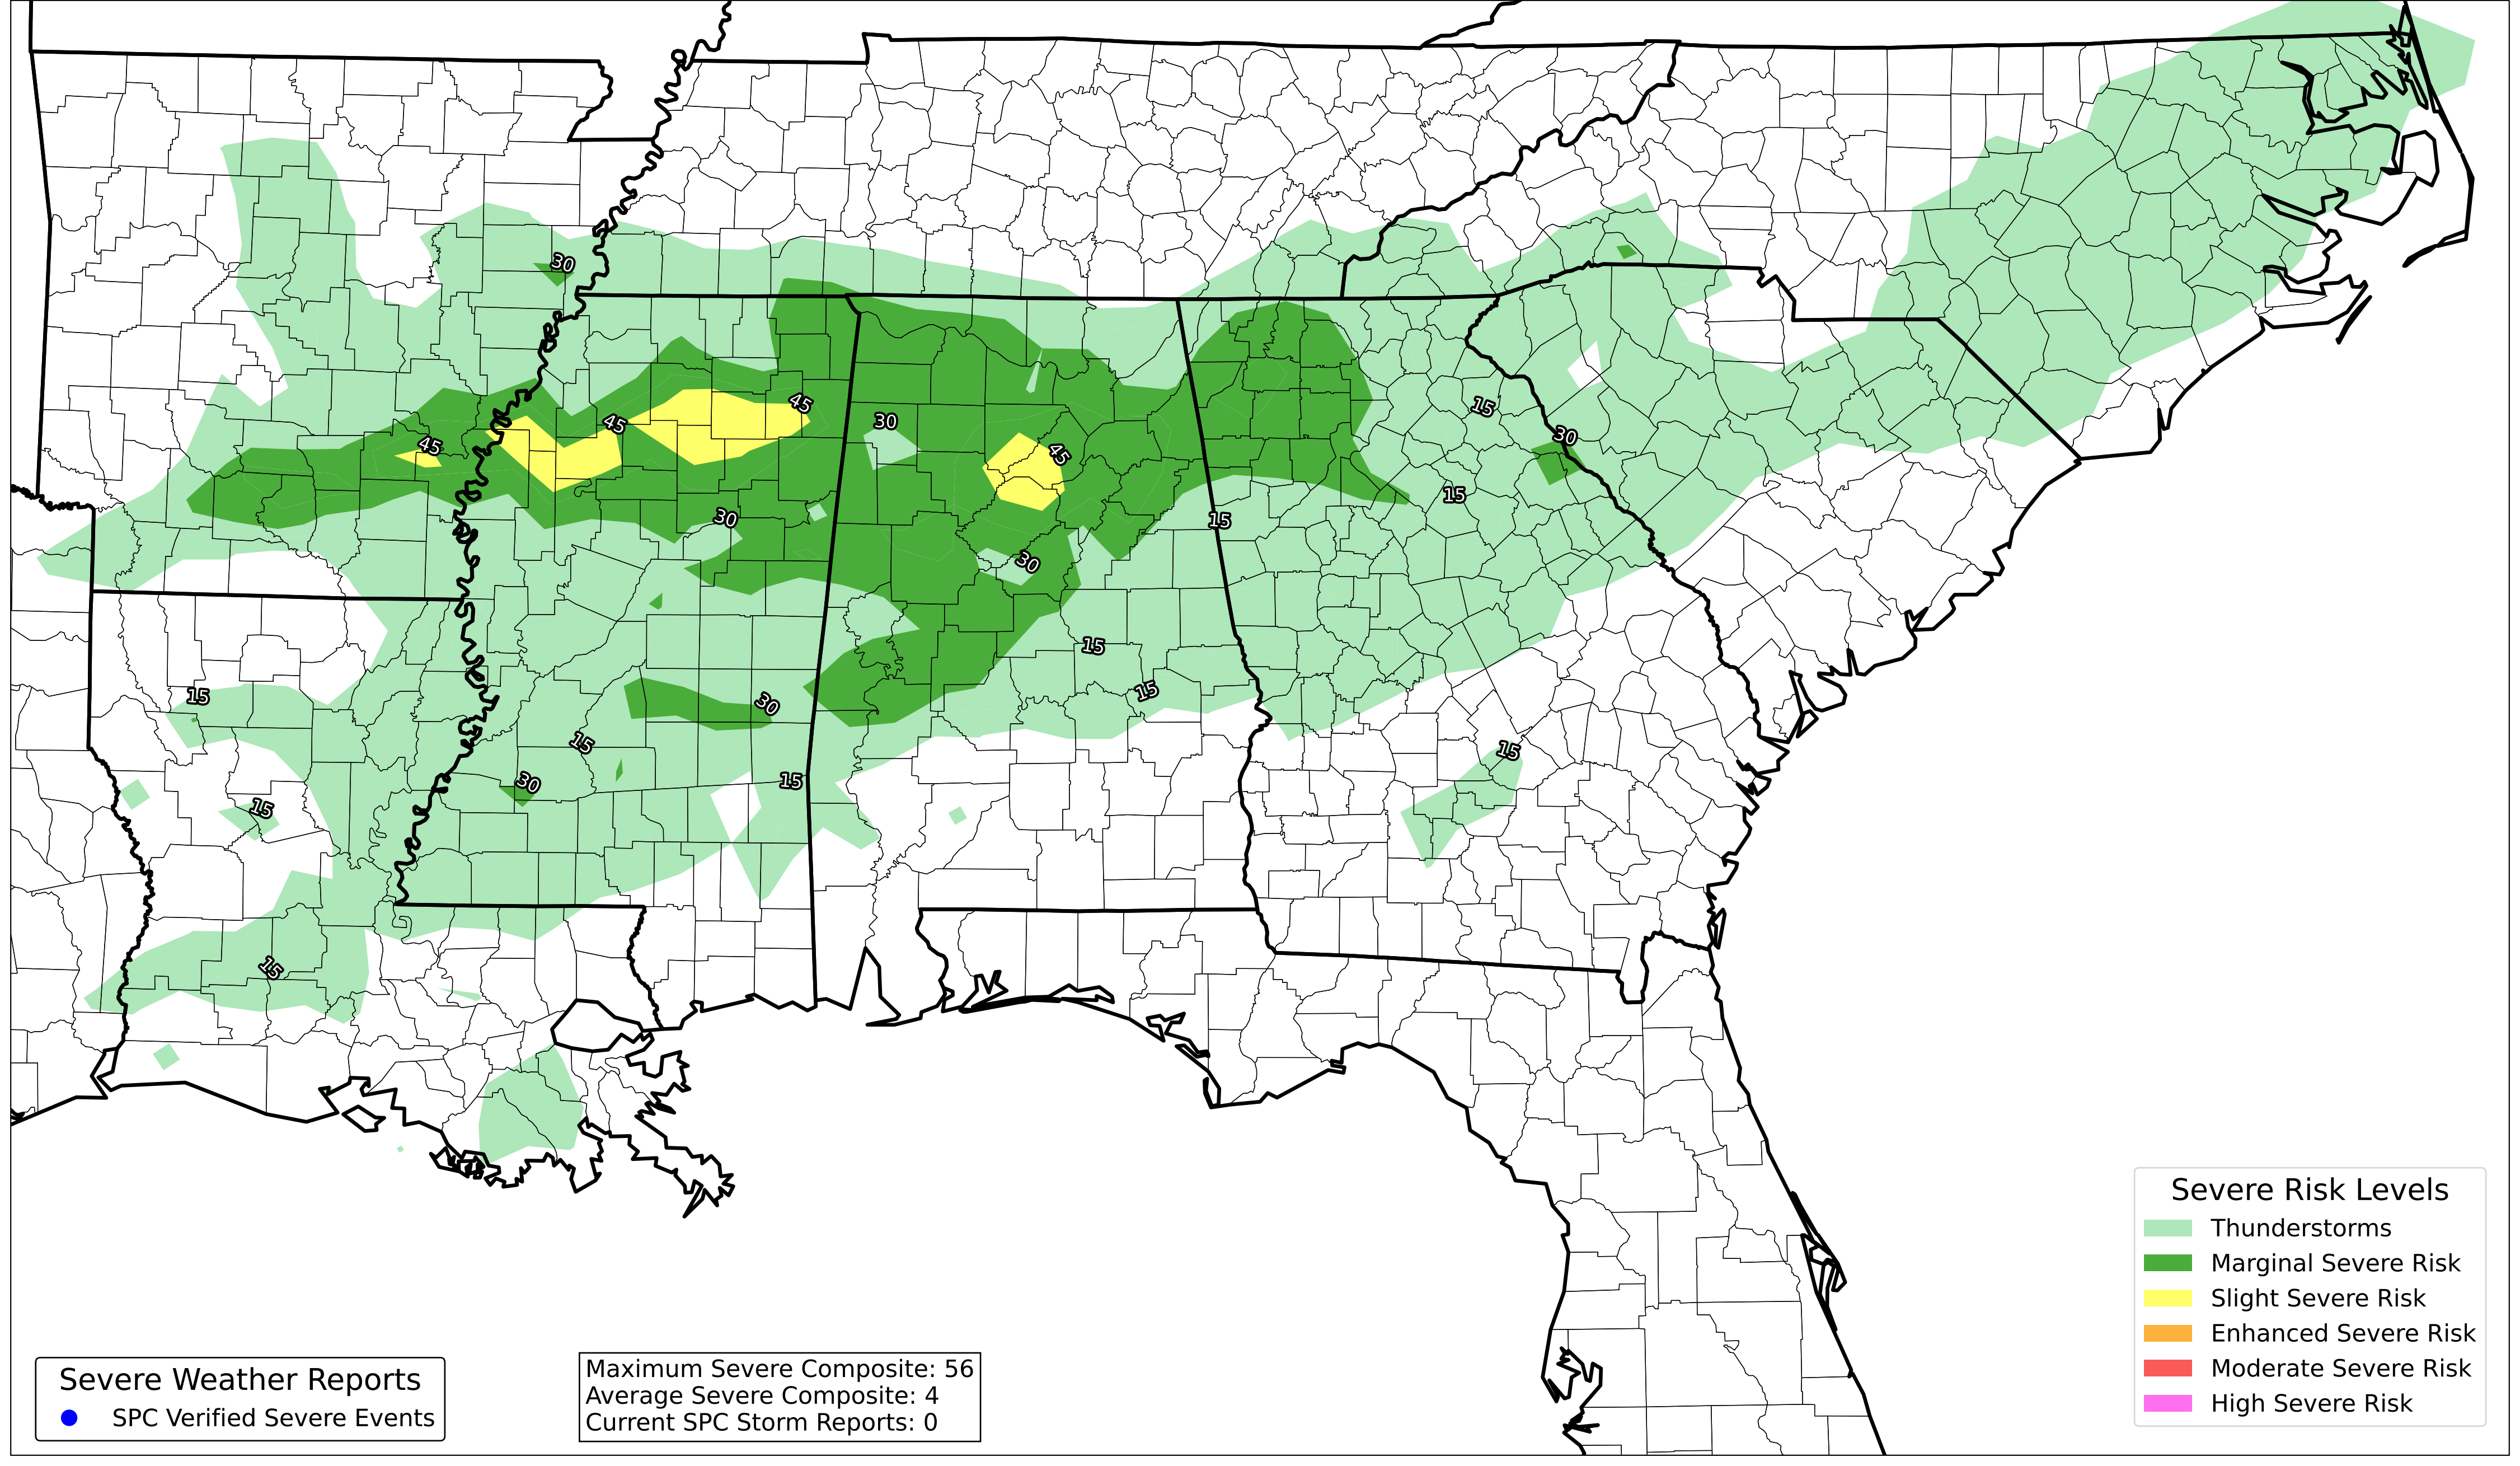 30
45
30
45
45
15
30
45
15
30
15
30
15
15
15
30
15
15
30
15
15
15
Severe Risk Levels
Thunderstorms
Marginal Severe Risk
Slight Severe Risk
Enhanced Severe Risk
Moderate Severe Risk
High Severe Risk
Severe Weather Reports
SPC Verified Severe Events
Maximum Severe Composite: 56
Average Severe Composite: 4
Current SPC Storm Reports: 0